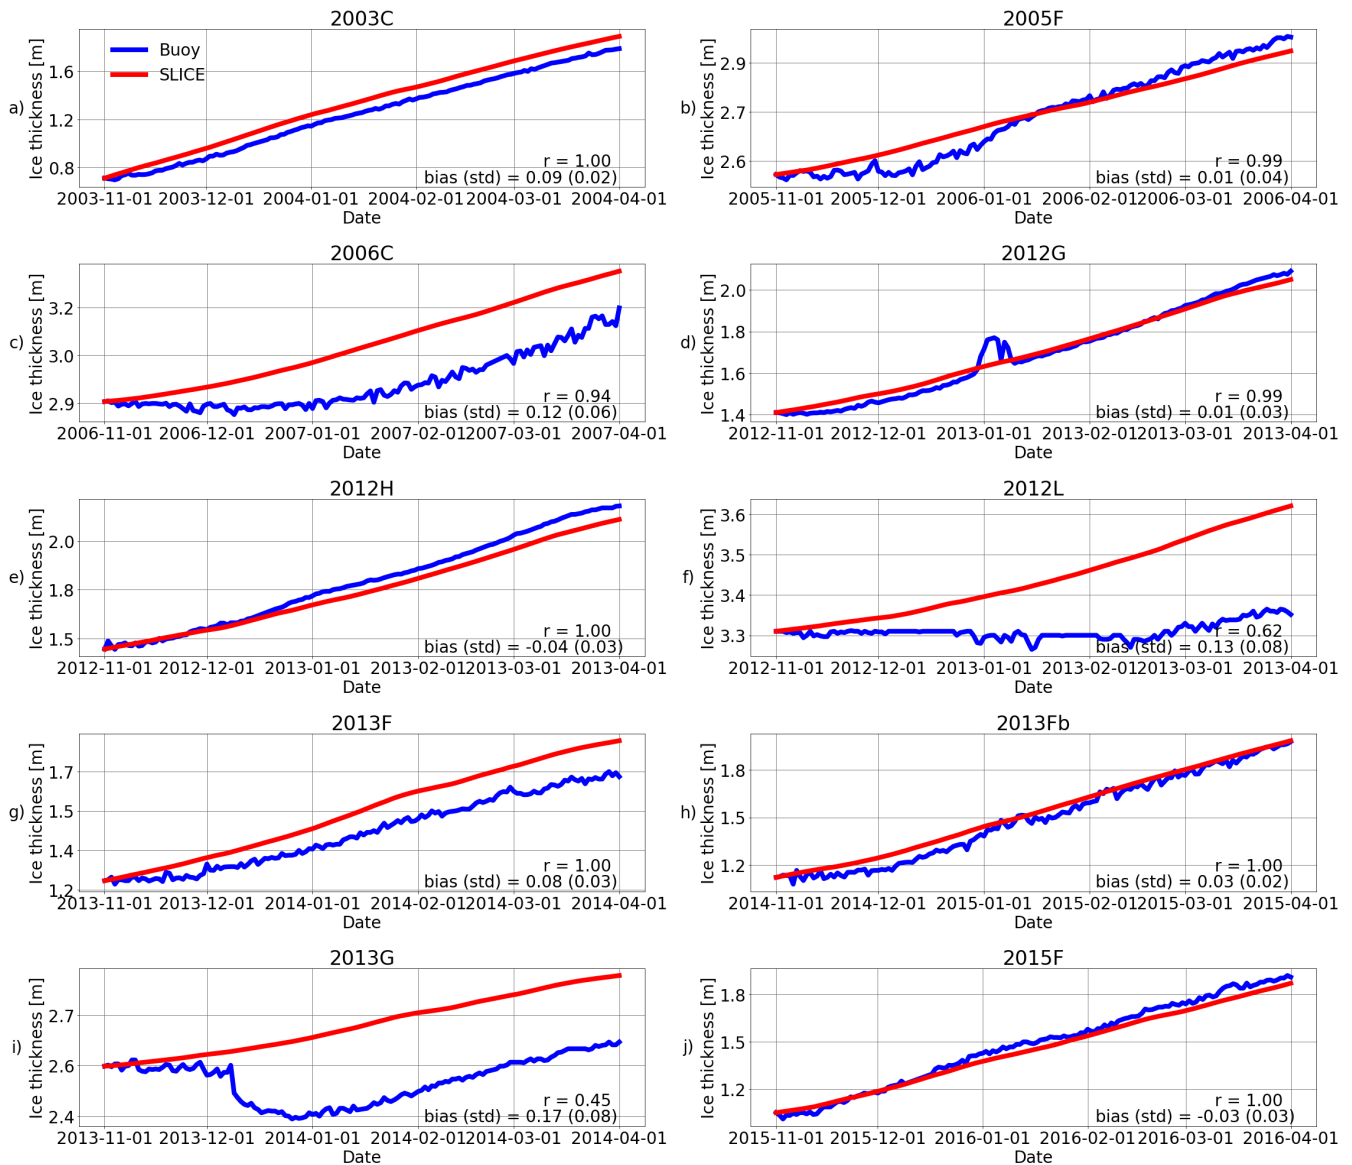 2003C
Buoy
SLICE
a)
Ice thickness [m]
1.6
1.2
0.8
r = 1.00
bias (std) = 0.09 (0.02)
2003-11-01 2003-12-01 2004-01-01 2004-02-01 2004-03-01 2004-04-01
Date
2005F
b)
Ice thickness [m]
2.9
2.7
2.6
r = 0.99
bias (std) = 0.01 (0.04)
2005-11-01 2005-12-01 2006-01-01 2006-02-01 2006-03-01 2006-04-01
Date
2006C
c)
Ice thickness [m]
3.2
3.0
2.9
r = 0.94
bias (std) = 0.12 (0.06)
2006-11-01 2006-12-01 2007-01-01 2007-02-01 2007-03-01 2007-04-01
Date
2012G
d)
Ice thickness [m]
2.0
1.8
1.6
1.4
r = 0.99
bias (std) = 0.01 (0.03)
2012-11-01 2012-12-01 2013-01-01 2013-02-01 2013-03-01 2013-04-01
Date
2012H
e)
Ice thickness [m]
2.0
1.8
1.5
r = 1.00
bias (std) = -0.04 (0.03)
2012-11-01 2012-12-01 2013-01-01 2013-02-01 2013-03-01 2013-04-01
Date
2012L
f)
Ice thickness [m]
3.6
3.5
3.4
3.3
r = 0.62
bias (std) = 0.13 (0.08)
2012-11-01 2012-12-01 2013-01-01 2013-02-01 2013-03-01 2013-04-01
Date
2013F
g)
Ice thickness [m]
1.7
1.5
1.4
1.2
r = 1.00
bias (std) = 0.08 (0.03)
2013-11-01 2013-12-01 2014-01-01 2014-02-01 2014-03-01 2014-04-01
Date
2013Fb
h)
Ice thickness [m]
1.8
1.5
1.2
r = 1.00
bias (std) = 0.03 (0.02)
2014-11-01 2014-12-01 2015-01-01 2015-02-01 2015-03-01 2015-04-01
Date
2013G
i)
Ice thickness [m]
2.7
2.6
2.4
r = 0.45
bias (std) = 0.17 (0.08)
2013-11-01 2013-12-01 2014-01-01 2014-02-01 2014-03-01 2014-04-01
Date
2015F
j)
Ice thickness [m]
1.8
1.5
1.2
r = 1.00
bias (std) = -0.03 (0.03)
2015-11-01 2015-12-01 2016-01-01 2016-02-01 2016-03-01 2016-04-01
Date